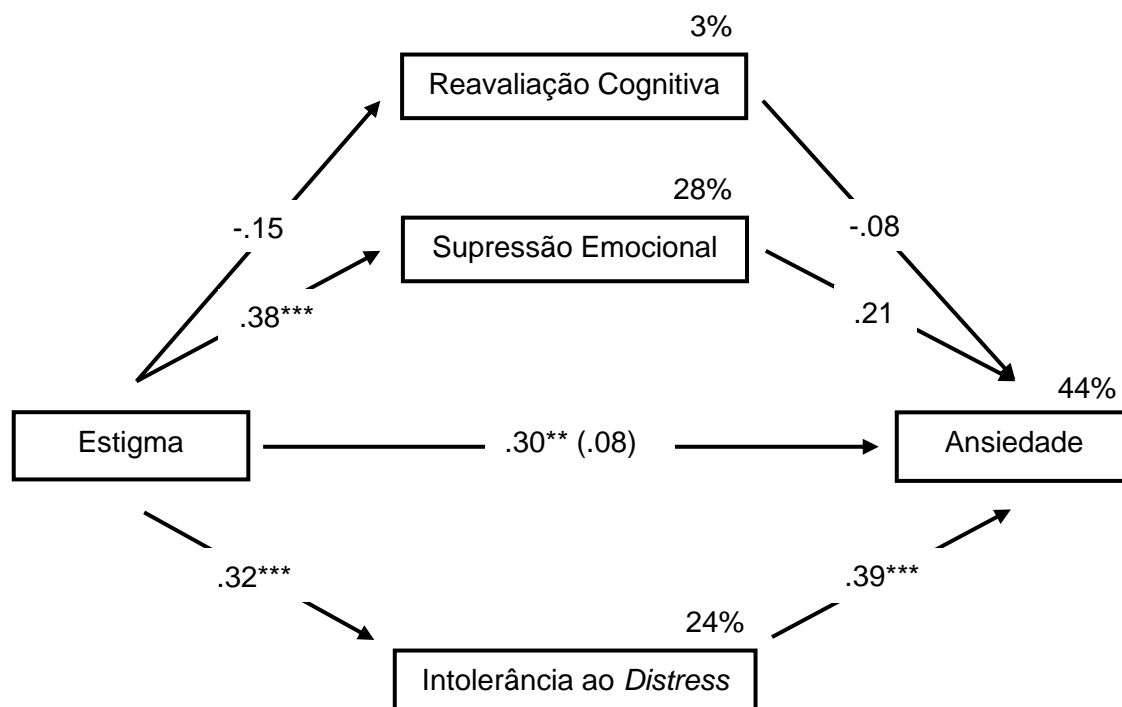 3%
Reavaliação Cognitiva
28%
-.15
Supressão Emocional
-.08
.38***
.21
44%
Estigma
.30** (.08)
Ansiedade
.32***
.39***
24%
Intolerância ao Distress